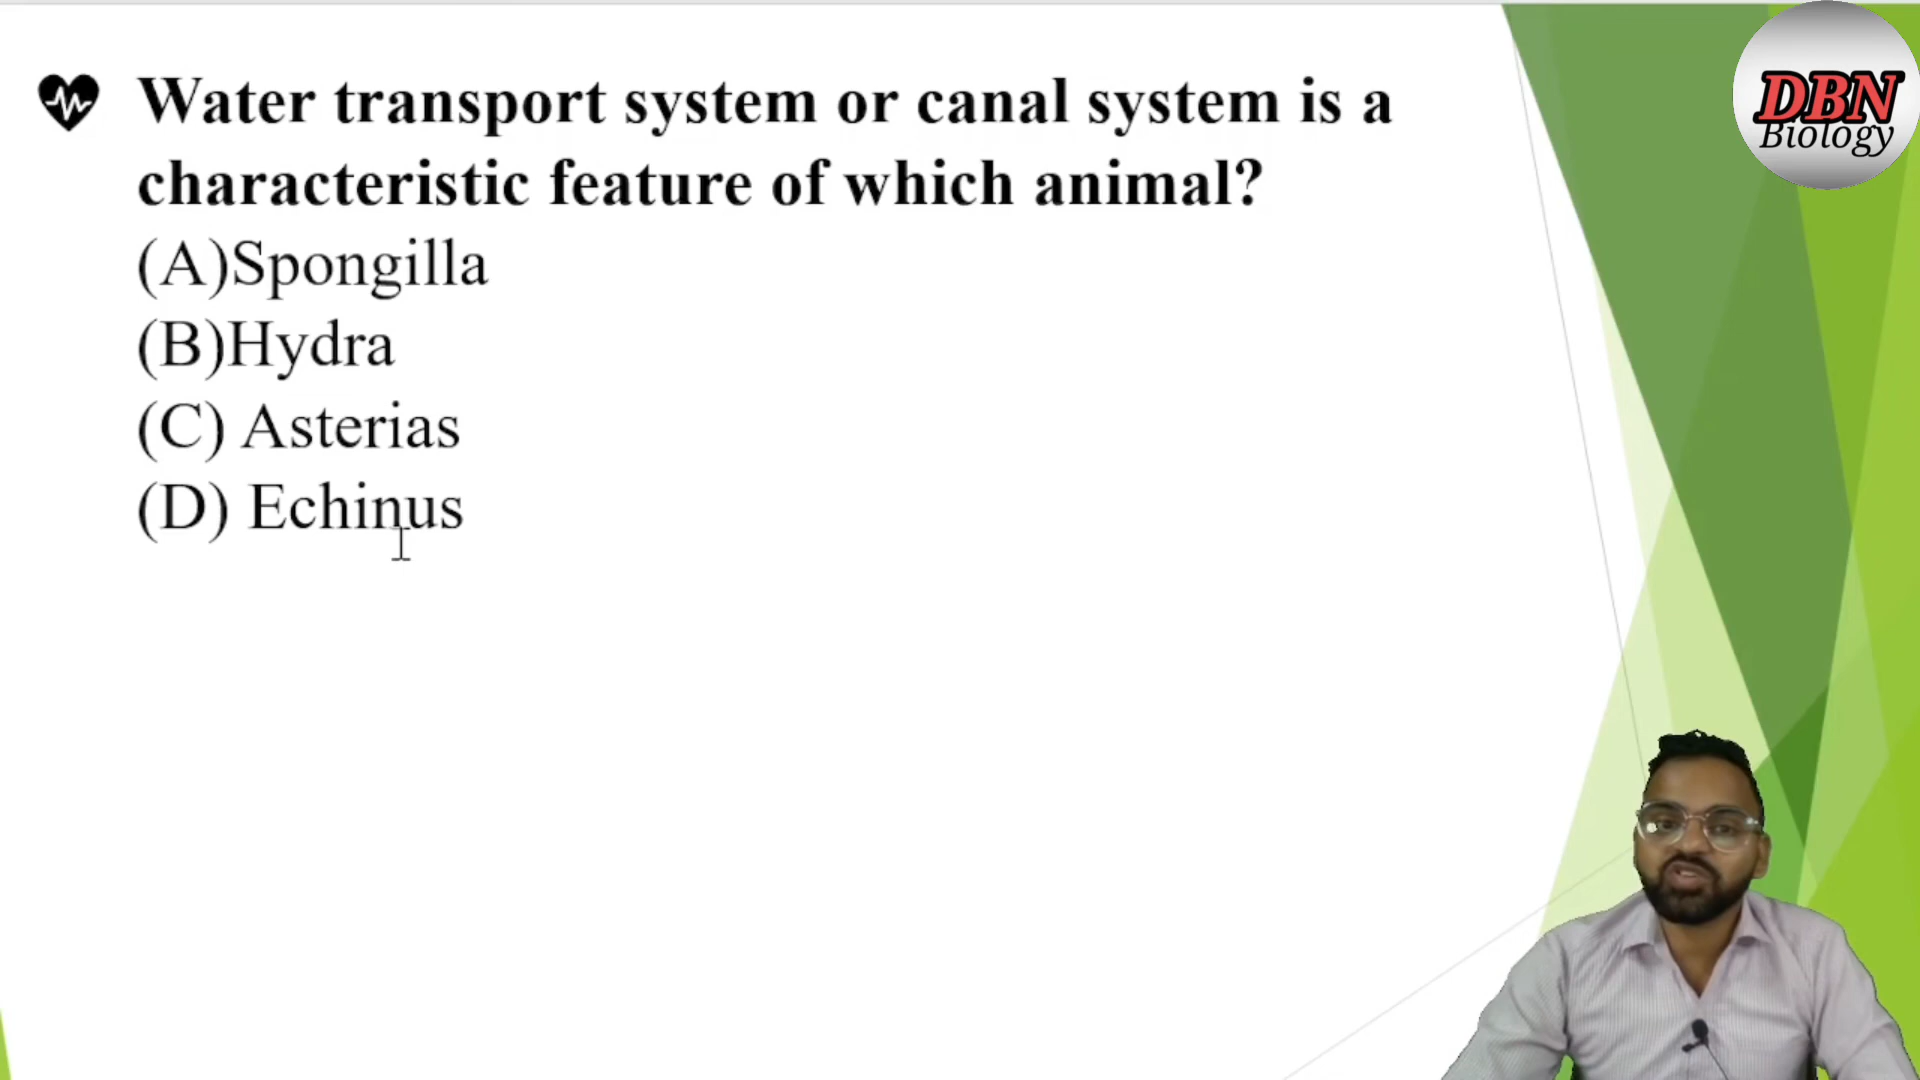 Water transport system or canal system is a
characteristic feature of which animal?
(A)Spongilla
(B)Hydra
(C) Asterias
(D) Echinus
DBN
Biology